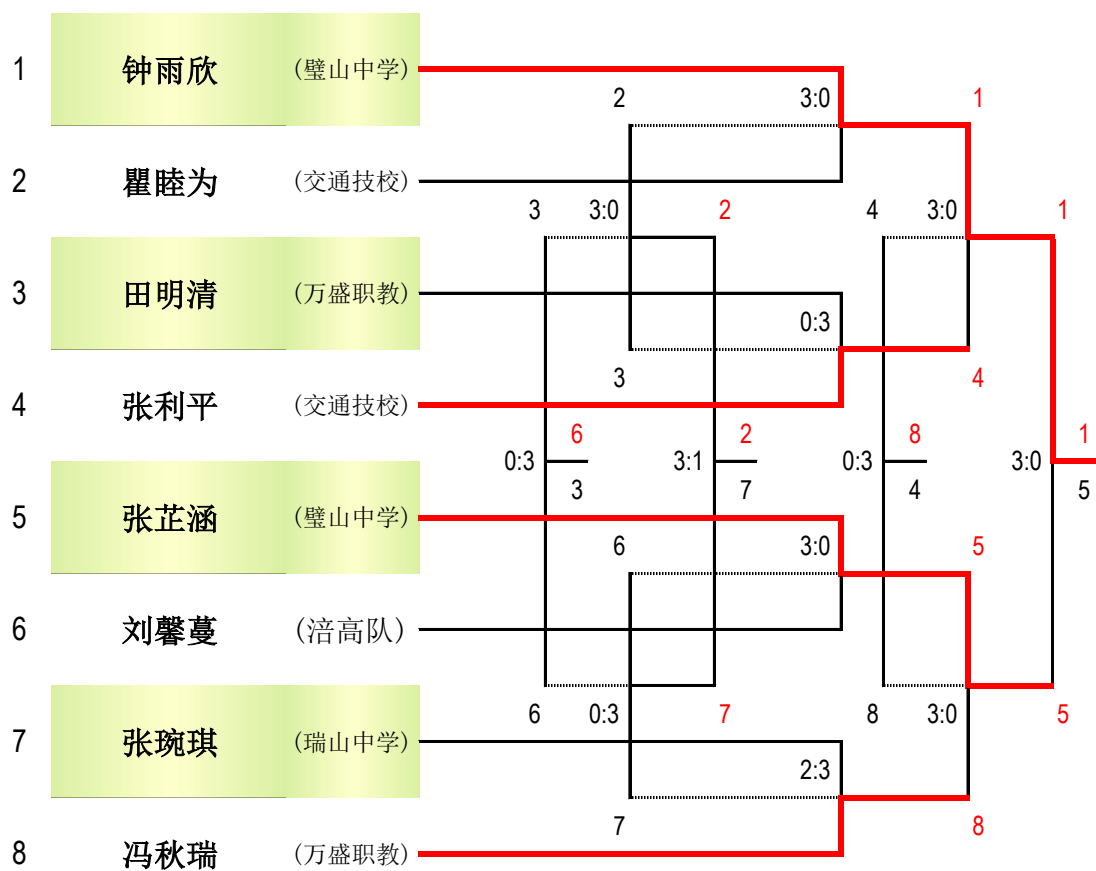 1 钟雨欣 (璧山中学)
2 3:0 1
2 瞿睦为 (交通技校)
3 3:0 2 4 3:0 1
3 田明清 (万盛职教)
0:3
3 4
4 张利平 (交通技校)
6 2 8 1
0:3 3:1 0:3 3:0
3 7 4 5
5 张芷涵 (璧山中学)
6 3:0 5
6 刘馨蔓 (涪高队)
6 0:3 7 8 3:0 5
7 张琬琪 (瑞山中学)
2:3
7 8
8 冯秋瑞 (万盛职教)